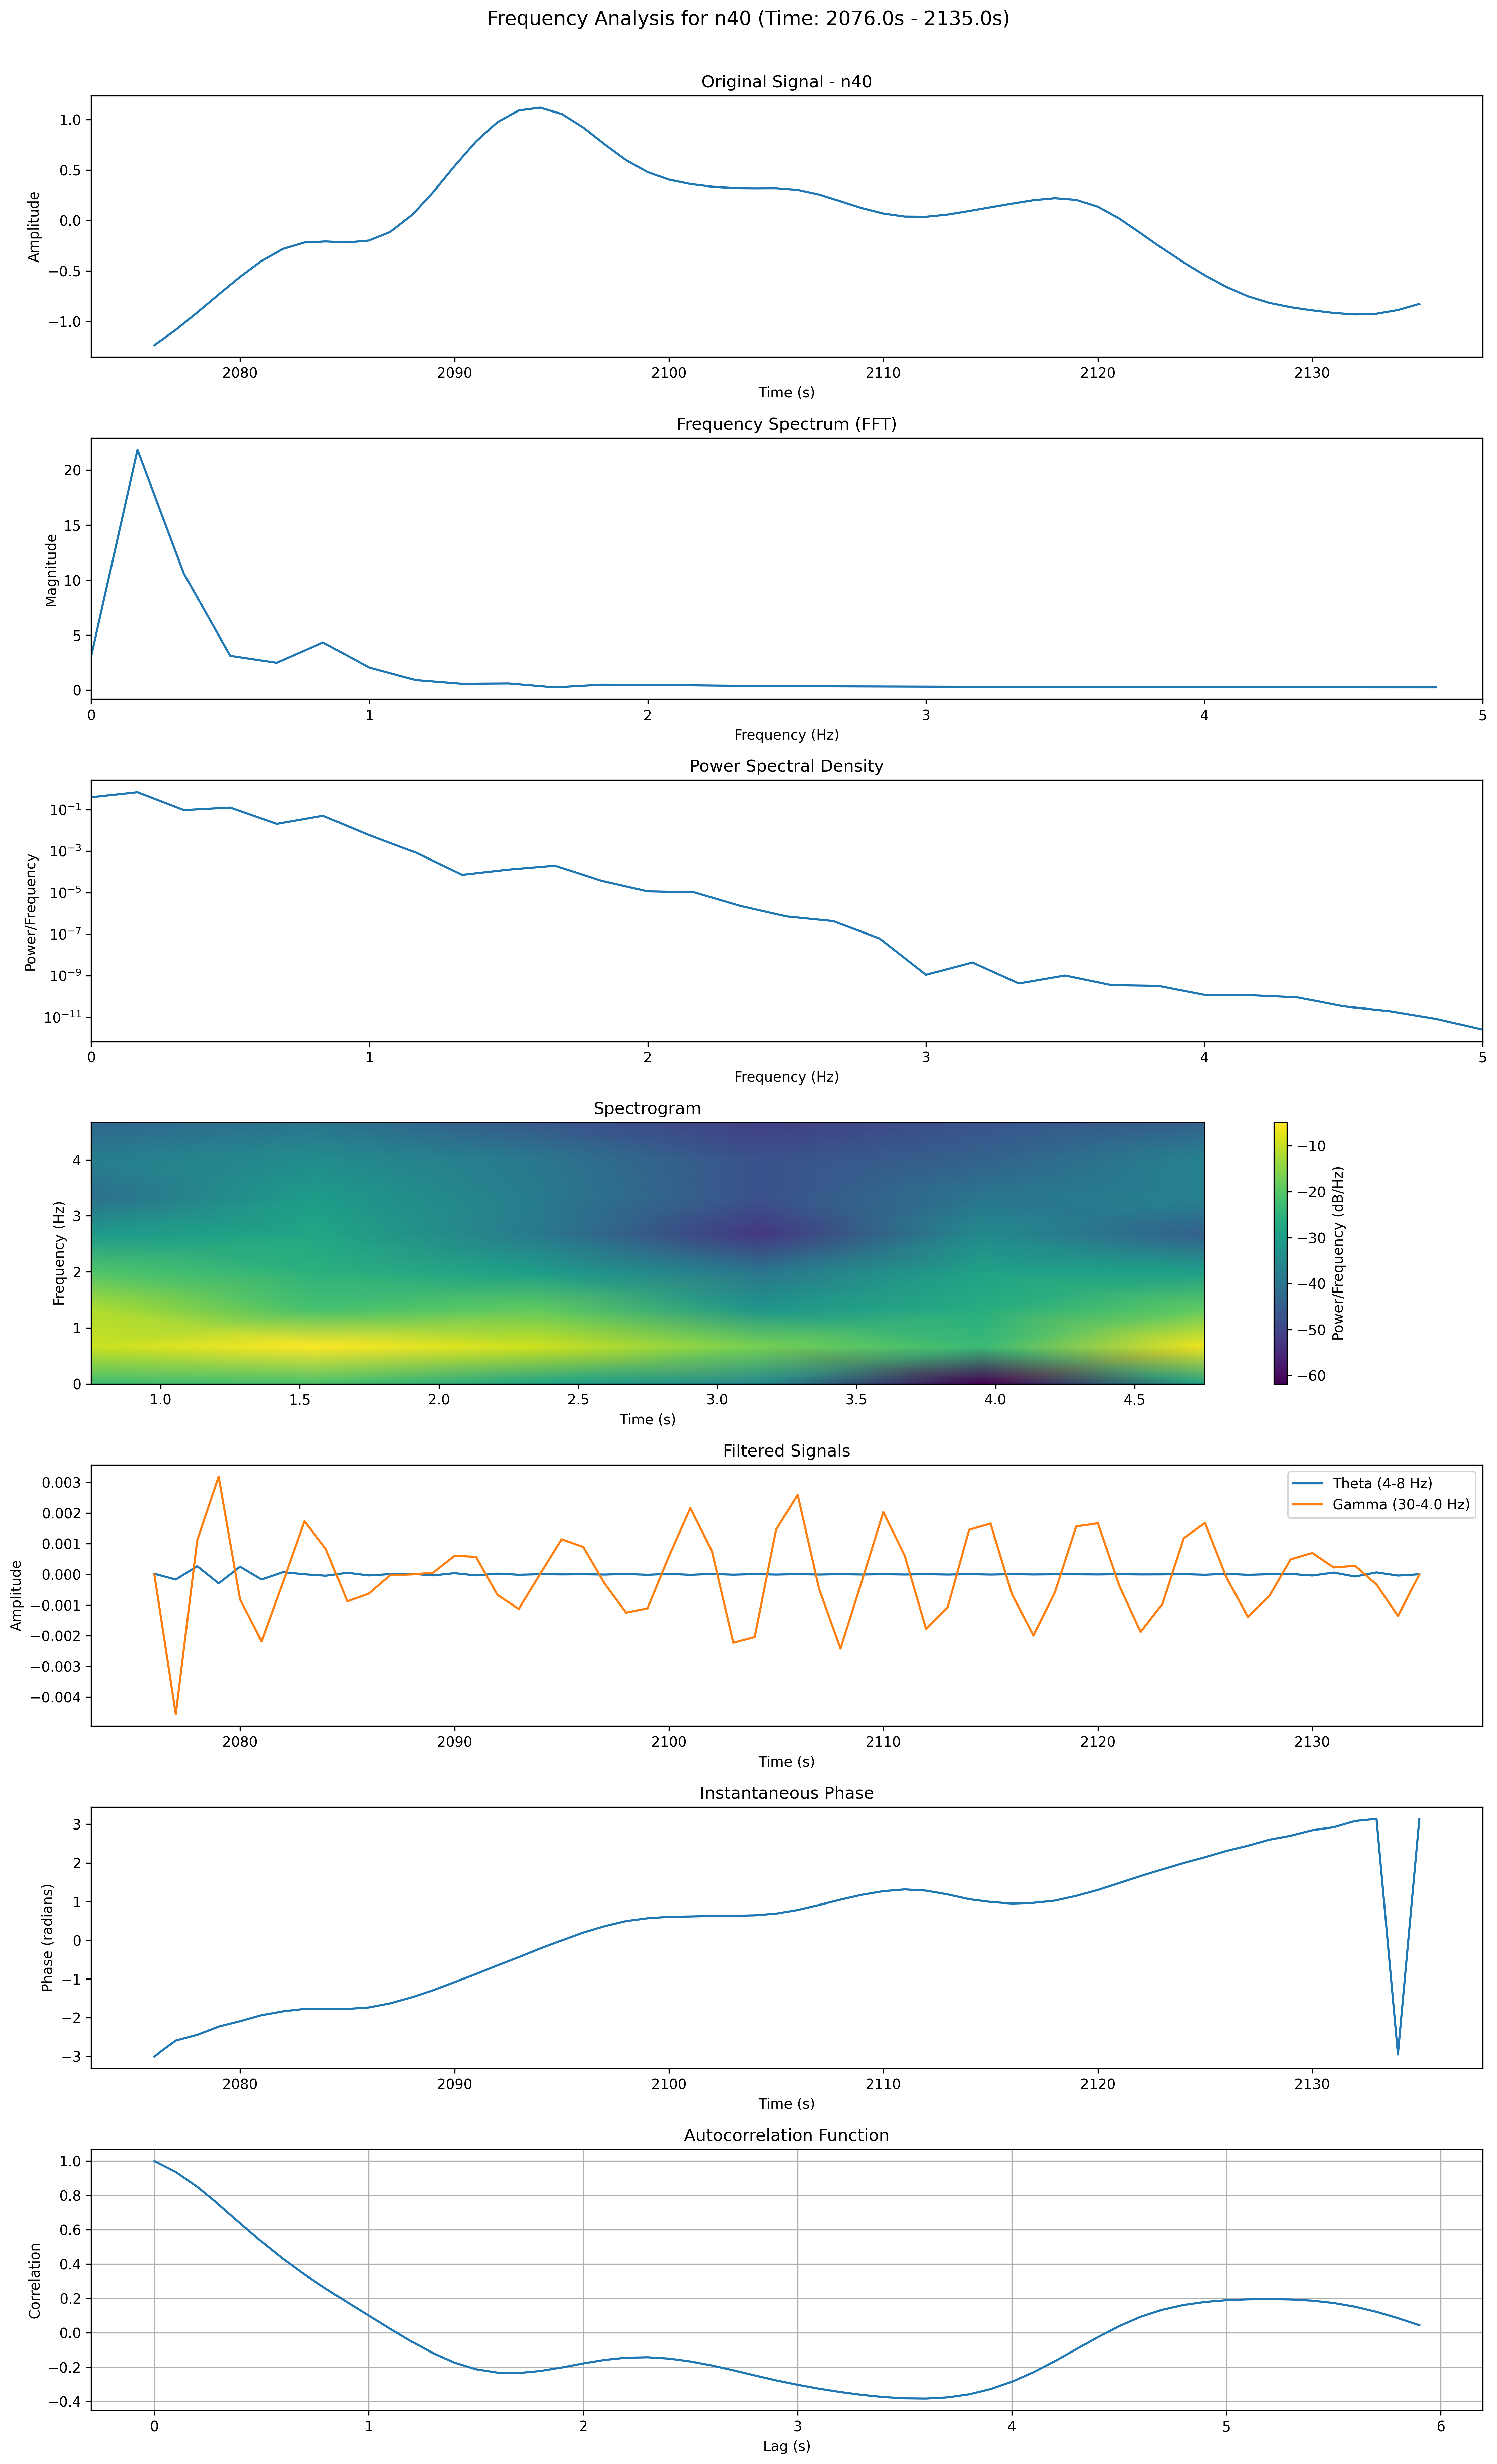 Frequency Analysis for n40 (Time: 2076.0s - 2135.0s)
Original Signal - n40
Amplitude
1.0
0.5
0.0
−0.5
−1.0
2080 2090 2100 2110 2120 2130
Time (s)
Frequency Spectrum (FFT)
Magnitude
20
15
10
5
0
0 1 2 3 4 5
Frequency (Hz)
Power Spectral Density
Power/Frequency
10⁻¹
10⁻³
10⁻⁵
10⁻⁷
10⁻⁹
10⁻¹¹
0 1 2 3 4 5
Frequency (Hz)
Spectrogram
Frequency (Hz)
4
3
2
1
0
1.0 1.5 2.0 2.5 3.0 3.5 4.0 4.5
Time (s)
−10
−20
−30
−40
−50
−60
Power/Frequency (dB/Hz)
Filtered Signals
Theta (4-8 Hz)
Gamma (30-4.0 Hz)
Amplitude
0.003
0.002
0.001
0.000
−0.001
−0.002
−0.003
−0.004
2080 2090 2100 2110 2120 2130
Time (s)
Instantaneous Phase
Phase (radians)
3
2
1
0
−1
−2
−3
2080 2090 2100 2110 2120 2130
Time (s)
Autocorrelation Function
Correlation
1.0
0.8
0.6
0.4
0.2
0.0
−0.2
−0.4
0 1 2 3 4 5 6
Lag (s)